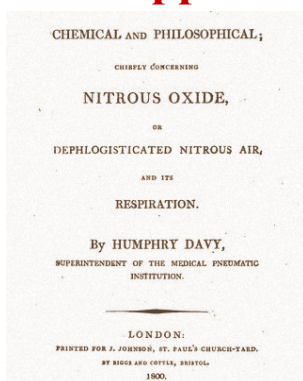 CHEMICAL AND PHILOSOPHICAL;
CHIEFLY CONCERNING
NITROUS OXIDE,
OR
DEPHLOGISTICATED NITROUS AIR,
AND ITS
RESPIRATION.
By HUMPHRY DAVY,
SUPERINTENDENT OF THE MEDICAL PNEUMATIC
INSTITUTION.
LONDON:
PRINTED FOR J. JOHNSON, ST. PAUL'S CHURCH-YARD.
BY BIGGS AND COTTLE, BRISTOL.
1800.